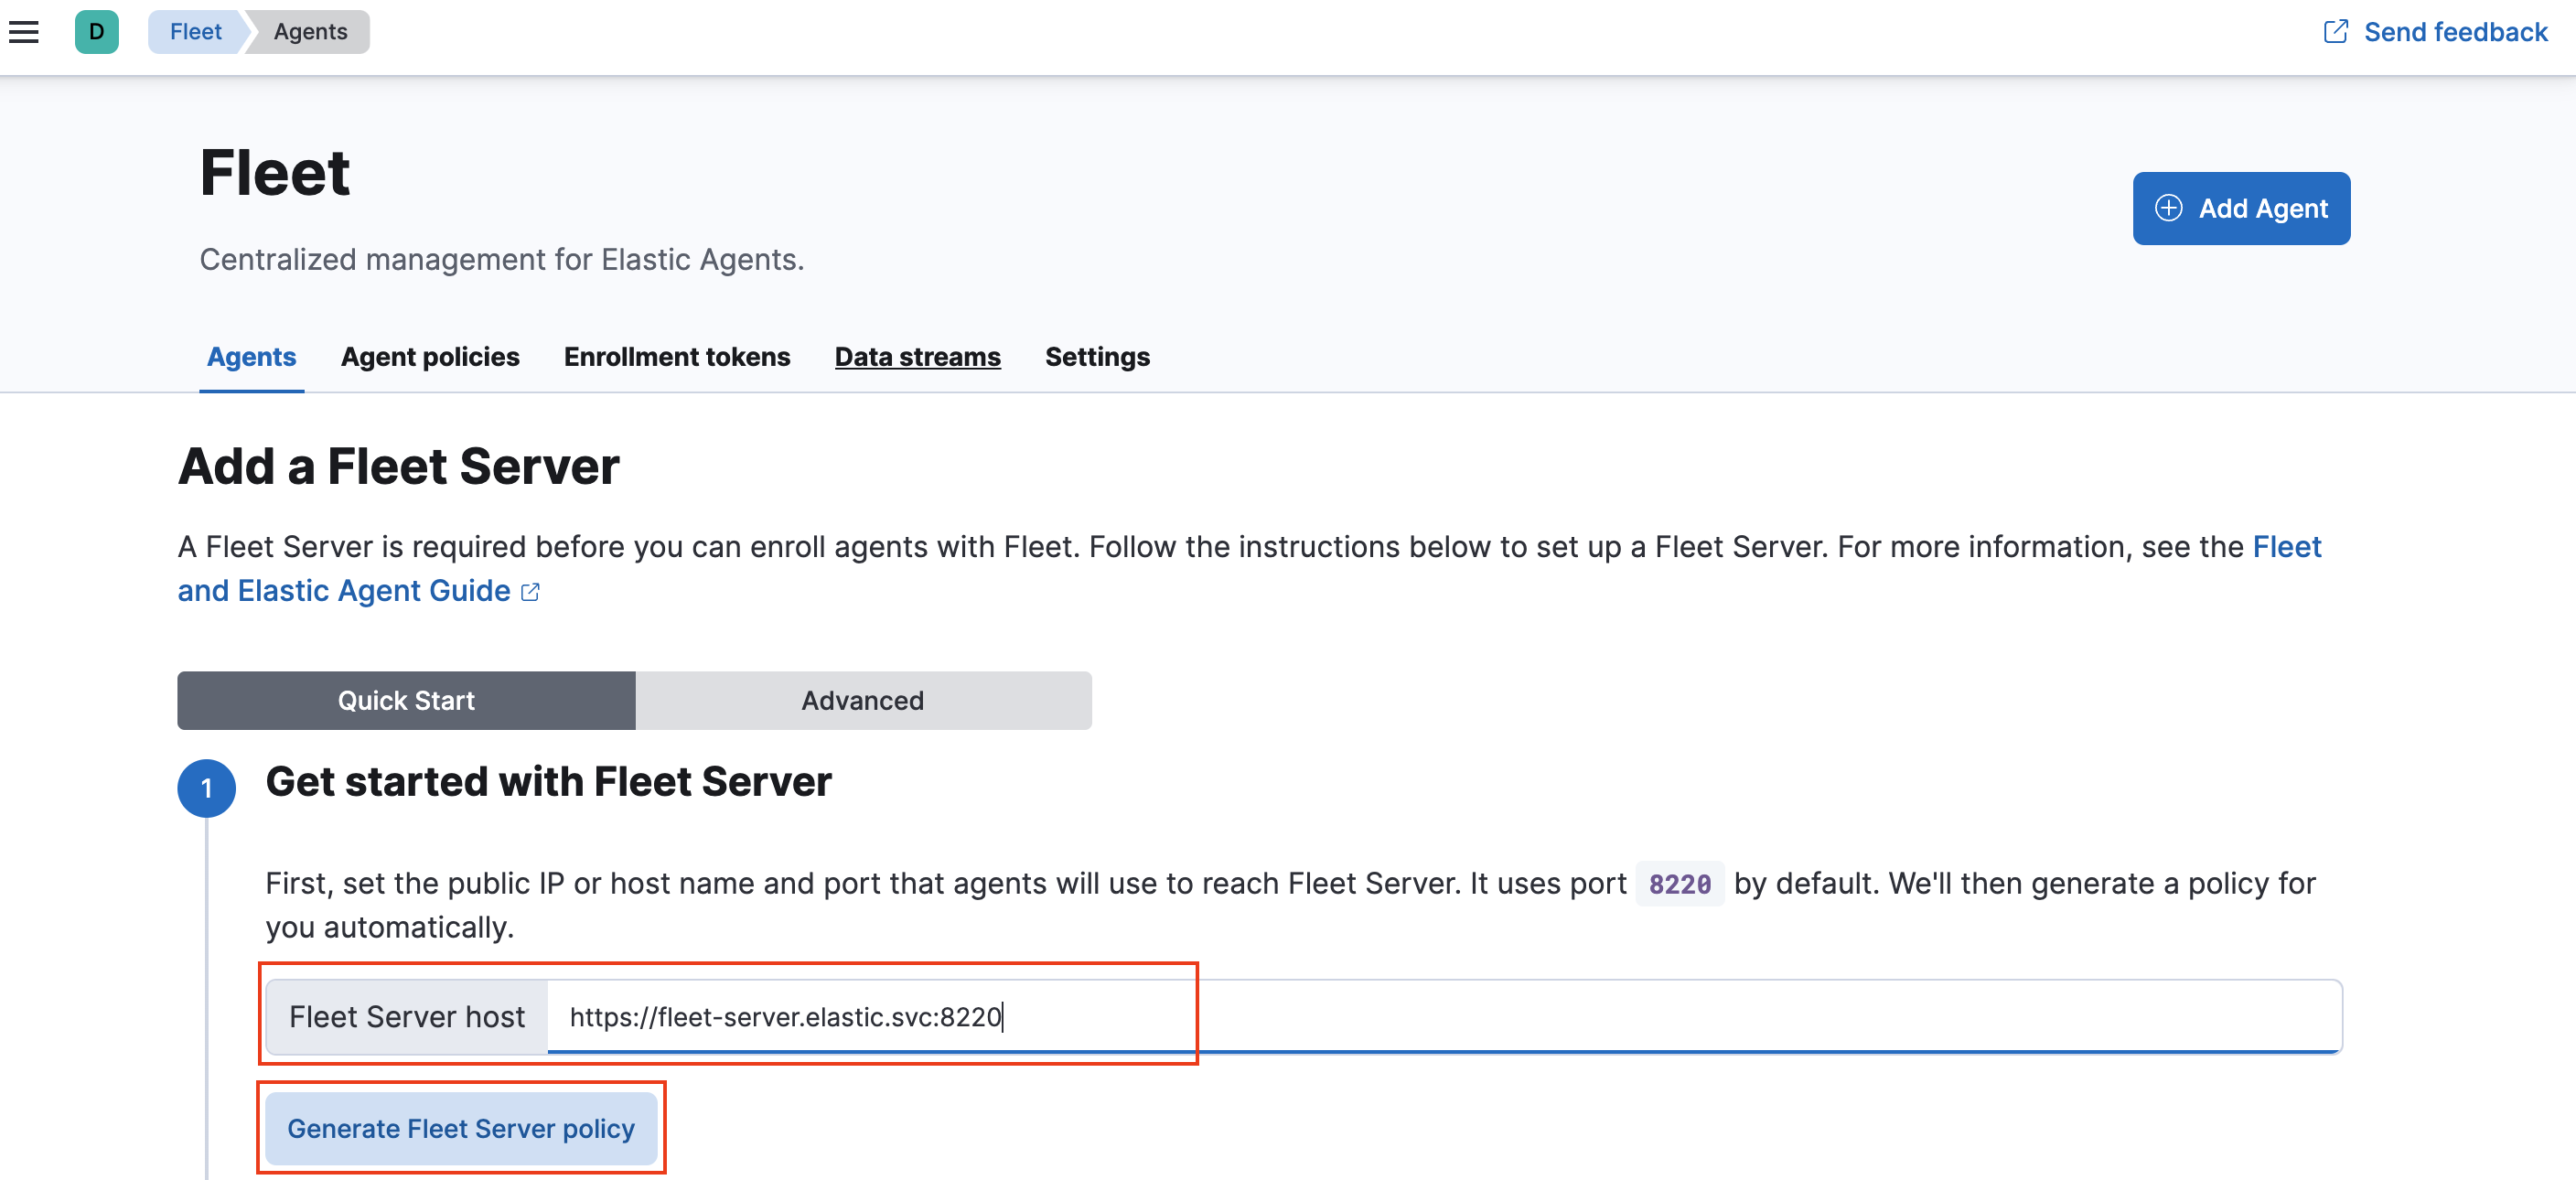 D
Fleet
Agents
Send feedback
Fleet
Add Agent
Centralized management for Elastic Agents.
Agents
Agent policies
Enrollment tokens
Data streams
Settings
Add a Fleet Server
A Fleet Server is required before you can enroll agents with Fleet. Follow the instructions below to set up a Fleet Server. For more information, see the Fleet
and Elastic Agent Guide
Quick Start
Advanced
1
Get started with Fleet Server
First, set the public IP or host name and port that agents will use to reach Fleet Server. It uses port 8220 by default. We'll then generate a policy for
you automatically.
Fleet Server host
https://fleet-server.elastic.svc:8220
Generate Fleet Server policy